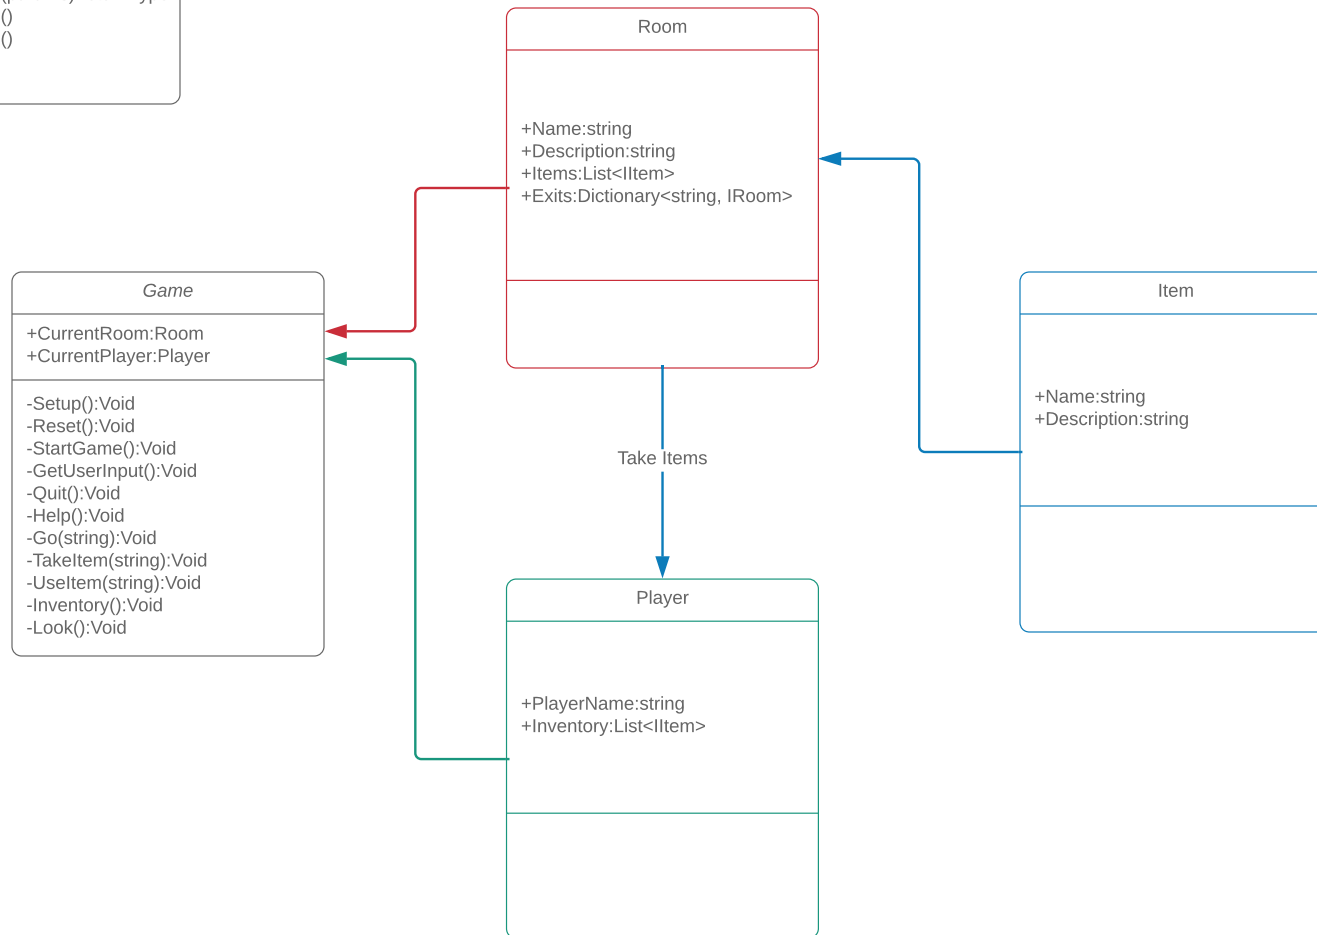 ()
()
Room
+Name:string
+Description:string
+Items:List<IItem>
+Exits:Dictionary<string, IRoom>
Game
+CurrentRoom:Room
+CurrentPlayer:Player
-Setup():Void
-Reset():Void
-StartGame():Void
-GetUserInput():Void
-Quit():Void
-Help():Void
-Go(string):Void
-TakeItem(string):Void
-UseItem(string):Void
-Inventory():Void
-Look():Void
Take Items
Item
+Name:string
+Description:string
Player
+PlayerName:string
+Inventory:List<IItem>